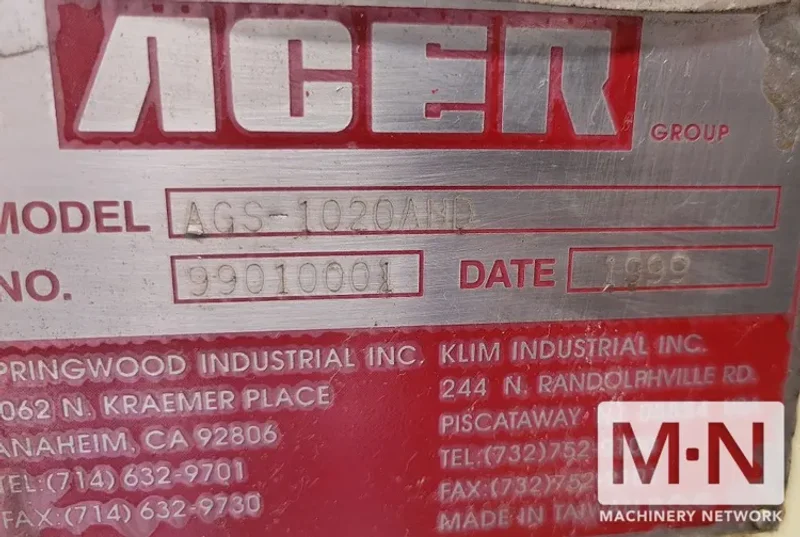 ACER
GROUP
MODEL AGS-1020AHD
NO. 99010001 DATE 1999
PRINGWOOD INDUSTRIAL INC.
062 N. KRAEMER PLACE
ANAHEIM, CA 92806
TEL:(714) 632-9701
FAX:(714) 632-9730
KLIM INDUSTRIAL INC.
244 N. RANDOLPHVILLE RD.
PISCATAWAY
TEL:(732)752
FAX:(732)752
MADE IN TAIWAN
M·N
MACHINERY NETWORK